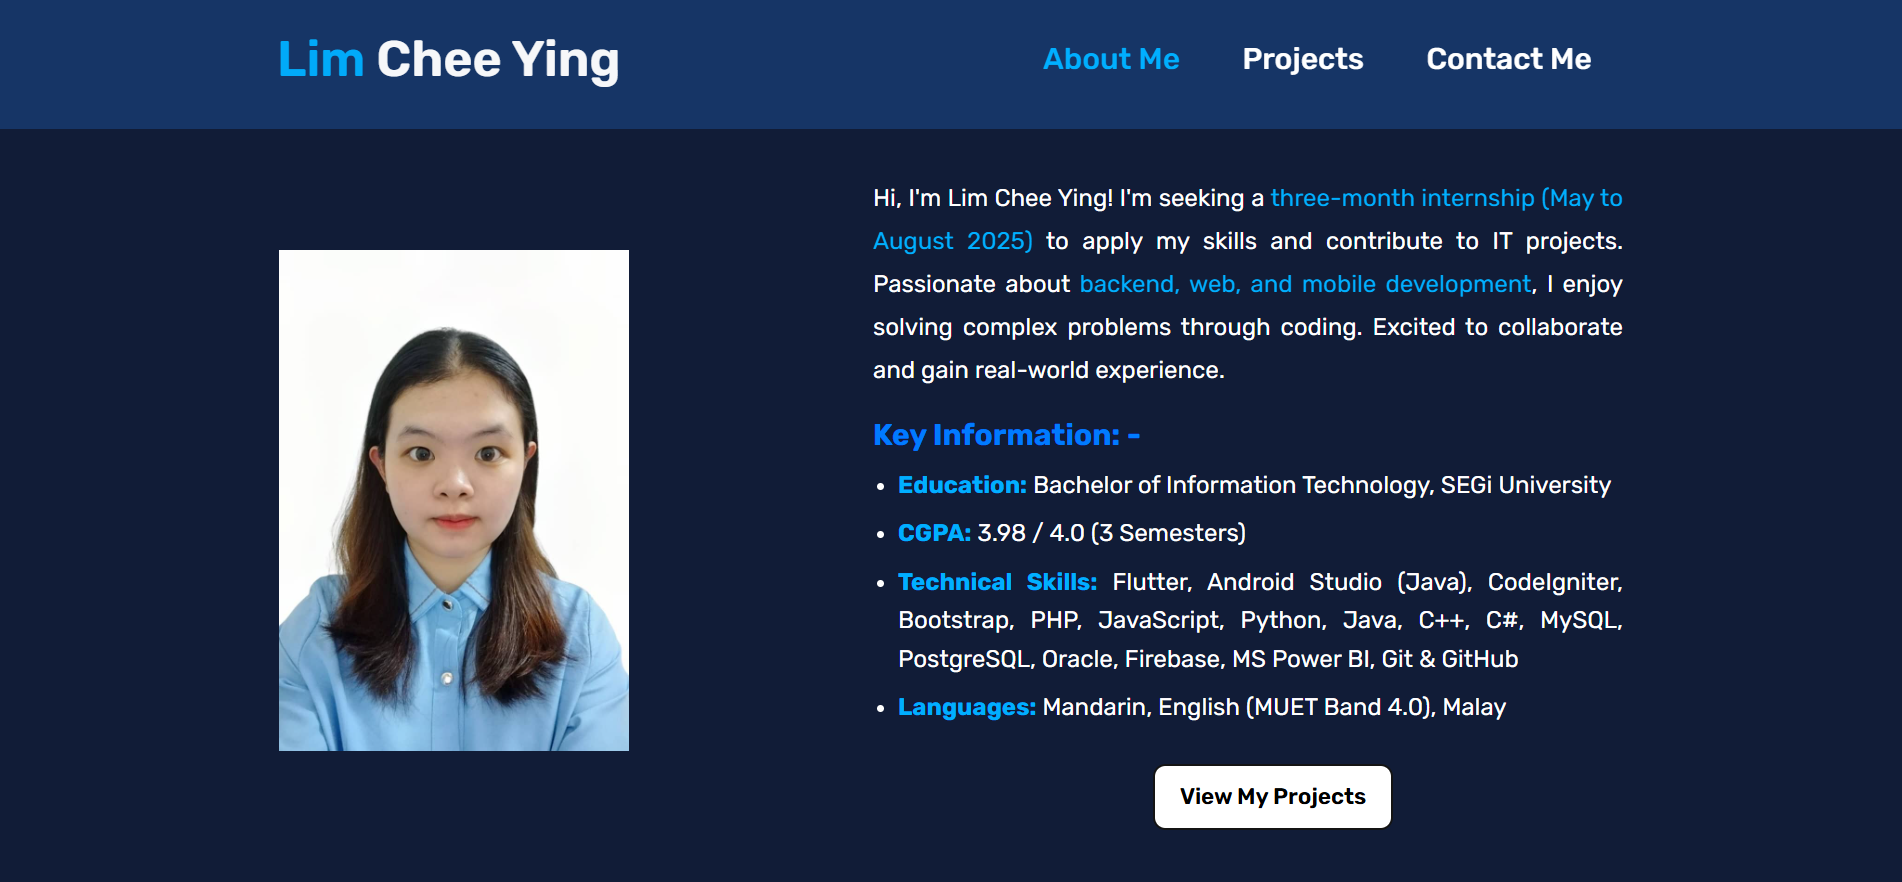 Lim Chee Ying
About Me
Projects
Contact Me
Hi, I'm Lim Chee Ying! I'm seeking a three-month internship (May to
August 2025) to apply my skills and contribute to IT projects.
Passionate about backend, web, and mobile development, I enjoy
solving complex problems through coding. Excited to collaborate
and gain real-world experience.
Key Information: -
• Education: Bachelor of Information Technology, SEGi University
• CGPA: 3.98 / 4.0 (3 Semesters)
• Technical Skills: Flutter, Android Studio (Java), CodeIgniter,
Bootstrap, PHP, JavaScript, Python, Java, C++, C#, MySQL,
PostgreSQL, Oracle, Firebase, MS Power BI, Git & GitHub
• Languages: Mandarin, English (MUET Band 4.0), Malay
View My Projects